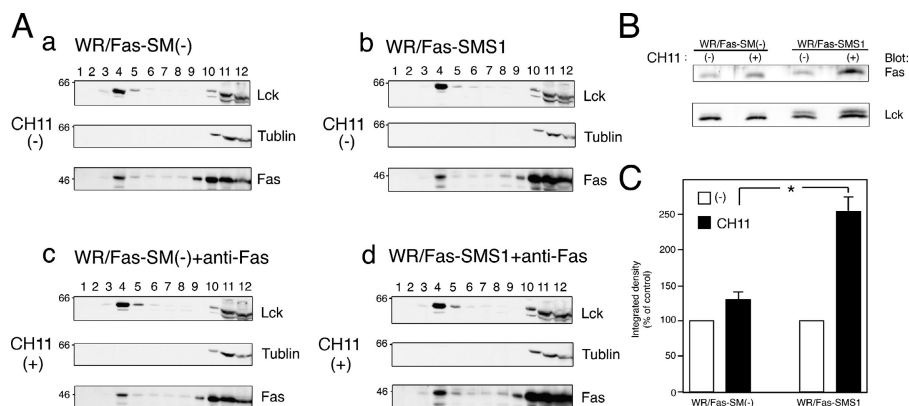 A
a WR/Fas-SM(-)
1 2 3 4 5 6 7 8 9 10 11 12
66
Lck
CH11
(-)
66
Tublin
46
Fas
b WR/Fas-SMS1
1 2 3 4 5 6 7 8 9 10 11 12
66
Lck
CH11
(-)
66
Tublin
46
Fas
c WR/Fas-SM(-)+anti-Fas
1 2 3 4 5 6 7 8 9 10 11 12
66
Lck
CH11
(+)
66
Tublin
46
Fas
d WR/Fas-SMS1+anti-Fas
1 2 3 4 5 6 7 8 9 10 11 12
66
Lck
CH11
(+)
66
Tublin
46
Fas
B
WR/Fas-SM(-) WR/Fas-SMS1
CH11 : (-) (+) (-) (+) Blot:
Fas
Lck
C
(-)
CH11
*
Integrated density
(% of control)
250
200
150
100
50
0
WR/Fas-SM(-) WR/Fas-SMS1